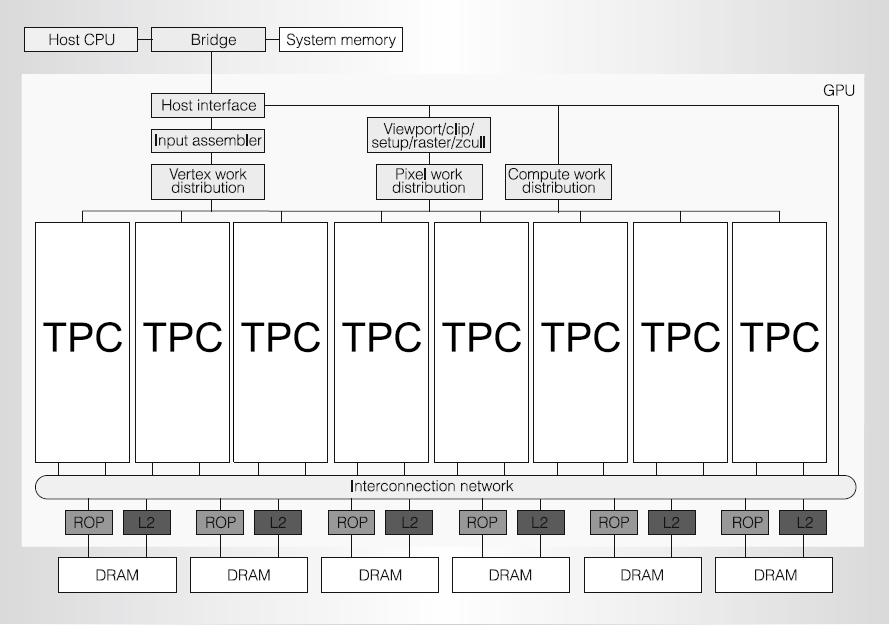 Host CPU
Bridge
System memory
GPU
Host interface
Input assembler
Viewport/clip/
setup/raster/zcull
Vertex work
distribution
Pixel work
distribution
Compute work
distribution
TPC
TPC
TPC
TPC
TPC
TPC
TPC
TPC
Interconnection network
ROP
L2
ROP
L2
ROP
L2
ROP
L2
ROP
L2
ROP
L2
DRAM
DRAM
DRAM
DRAM
DRAM
DRAM